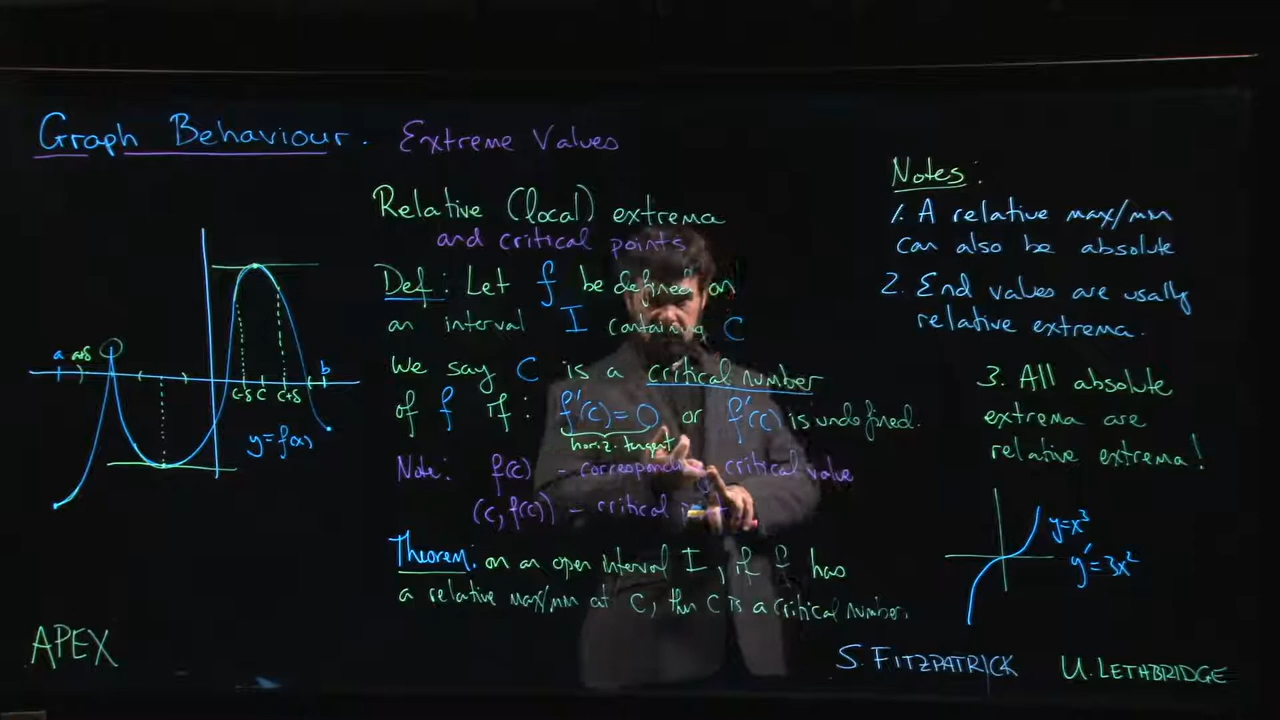 Graph Behaviour. Extreme Values
a a+δ
c-δ c c+δ
b
y=f(x)
Relative (local) extrema
and critical points
Def: Let f be defined on
an interval I containing C
We say C is a critical number
of f if: f'(c)=0 or f'(c) is undefined.
horiz. tangent
Note: f(c) - corresponding critical value
(c, f(c)) - critical point
Theorem: on an open interval I, if f has
a relative max/min at C, then C is a critical number.
Notes:
1. A relative max/min
can also be absolute
2. End values are usally
relative extrema.
3. All absolute
extrema are
relative extrema!
y=x³
y'=3x²
APEX
S. FITZPATRICK U. LETHBRIDGE